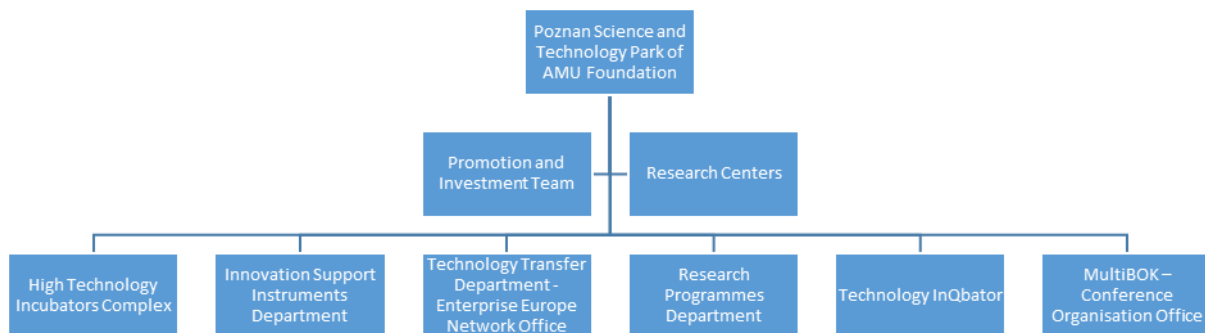 Poznan Science and
Technology Park of
AMU Foundation
Promotion and
Investment Team
Research Centers
High Technology
Incubators Complex
Innovation Support
Instruments
Department
Technology Transfer
Department -
Enterprise Europe
Network Office
Research
Programmes
Department
Technology InQbator
MultiBOK –
Conference
Organisation Office